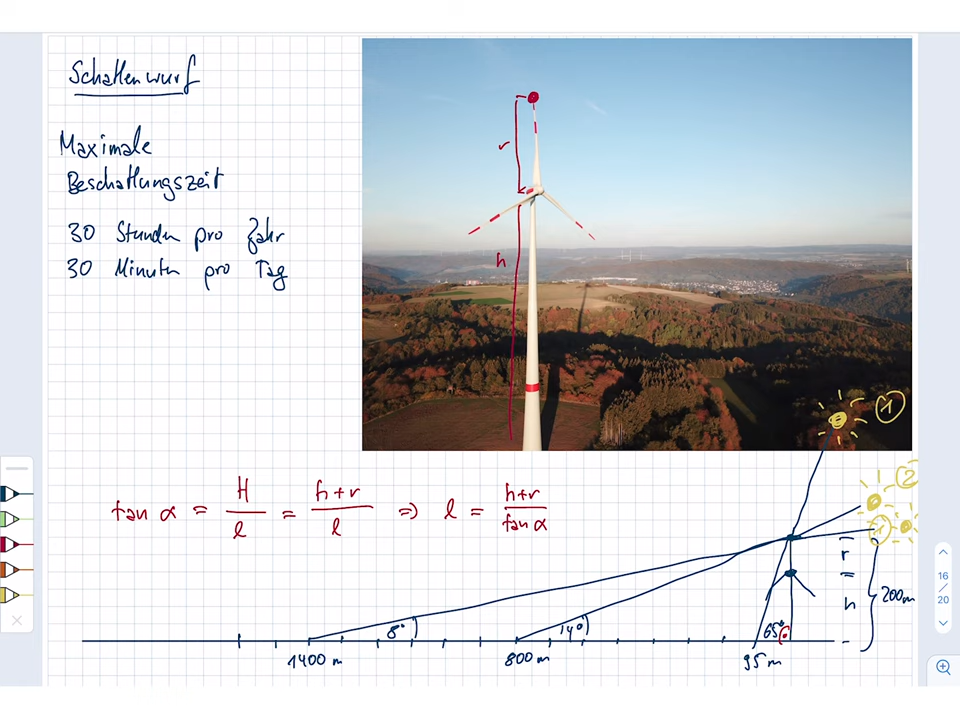 Schattenwurf
Maximale
Beschattungszeit
30 Stunden pro Jahr
30 Minuten pro Tag
r
h
1
2
tan α = H/l = h+r/l ⇒ l = h+r/tan α
r
h
200m
8°
14°
65°
1400 m
800 m
95 m
16
/
20